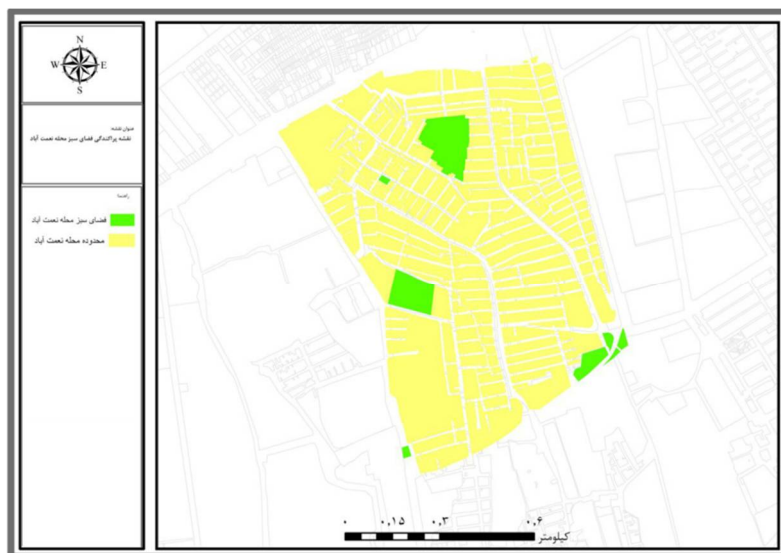 N
W E
S
عنوان نقشه:
نقشه پراکندگی فضای سبز محله نعمت آباد
راهنما
فضای سبز محله نعمت آباد
محدوده محله نعمت آباد
۰ ۰٫۱۵ ۰٫۳ ۰٫۶
کیلومتر